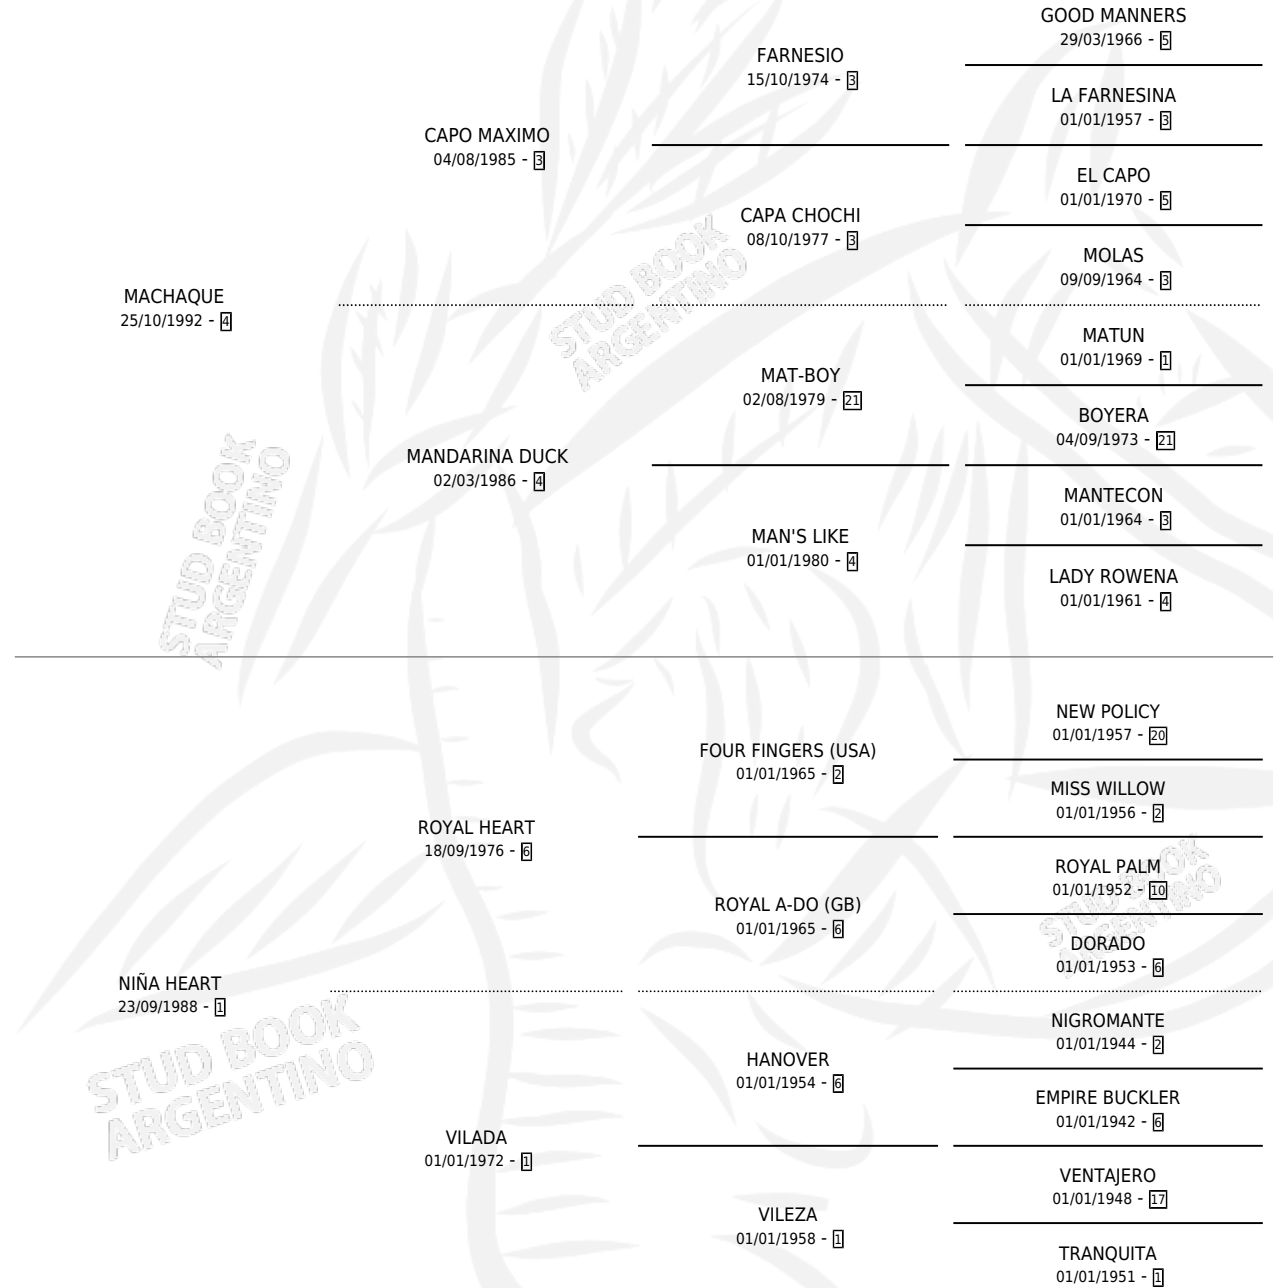 GOOD MANNERS
29/03/1966 - 5
FARNESIO
15/10/1974 - 3
LA FARNESINA
01/01/1957 - 3
CAPO MAXIMO
04/08/1985 - 3
EL CAPO
01/01/1970 - 5
CAPA CHOCHI
08/10/1977 - 3
MOLAS
09/09/1964 - 3
MACHAQUE
25/10/1992 - 4
STUD BOOK
ARGENTINO
MATUN
01/01/1969 - 1
MAT-BOY
02/08/1979 - 21
BOYERA
04/09/1973 - 21
MANDARINA DUCK
02/03/1986 - 4
MANTECON
01/01/1964 - 3
MAN'S LIKE
01/01/1980 - 4
LADY ROWENA
01/01/1961 - 4
STUD BOOK
ARGENTINO
NEW POLICY
01/01/1957 - 20
FOUR FINGERS (USA)
01/01/1965 - 2
MISS WILLOW
01/01/1956 - 2
ROYAL HEART
18/09/1976 - 6
ROYAL PALM
01/01/1952 - 10
ROYAL A-DO (GB)
01/01/1965 - 6
STUD BOOK
ARGENTINO
DORADO
01/01/1953 - 6
NIÑA HEART
23/09/1988 - 1
NIGROMANTE
01/01/1944 - 2
HANOVER
01/01/1954 - 6
STUD BOOK
ARGENTINO
EMPIRE BUCKLER
01/01/1942 - 6
VILADA
01/01/1972 - 1
VENTAJERO
01/01/1948 - 17
VILEZA
01/01/1958 - 1
TRANQUITA
01/01/1951 - 1